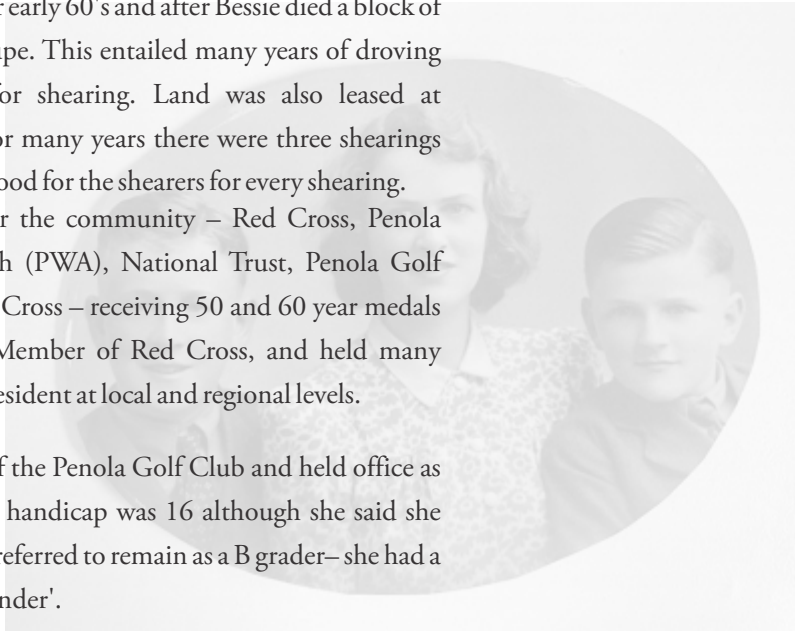 early 60's and after Bessie died a block of
pe. This entailed many years of droving
or shearing. Land was also leased at
or many years there were three shearings
ood for the shearers for every shearing.
r the community – Red Cross, Penola
h (PWA), National Trust, Penola Golf
Cross – receiving 50 and 60 year medals
Member of Red Cross, and held many
esident at local and regional levels.
f the Penola Golf Club and held office as
handicap was 16 although she said she
referred to remain as a B grader– she had a
nder'.